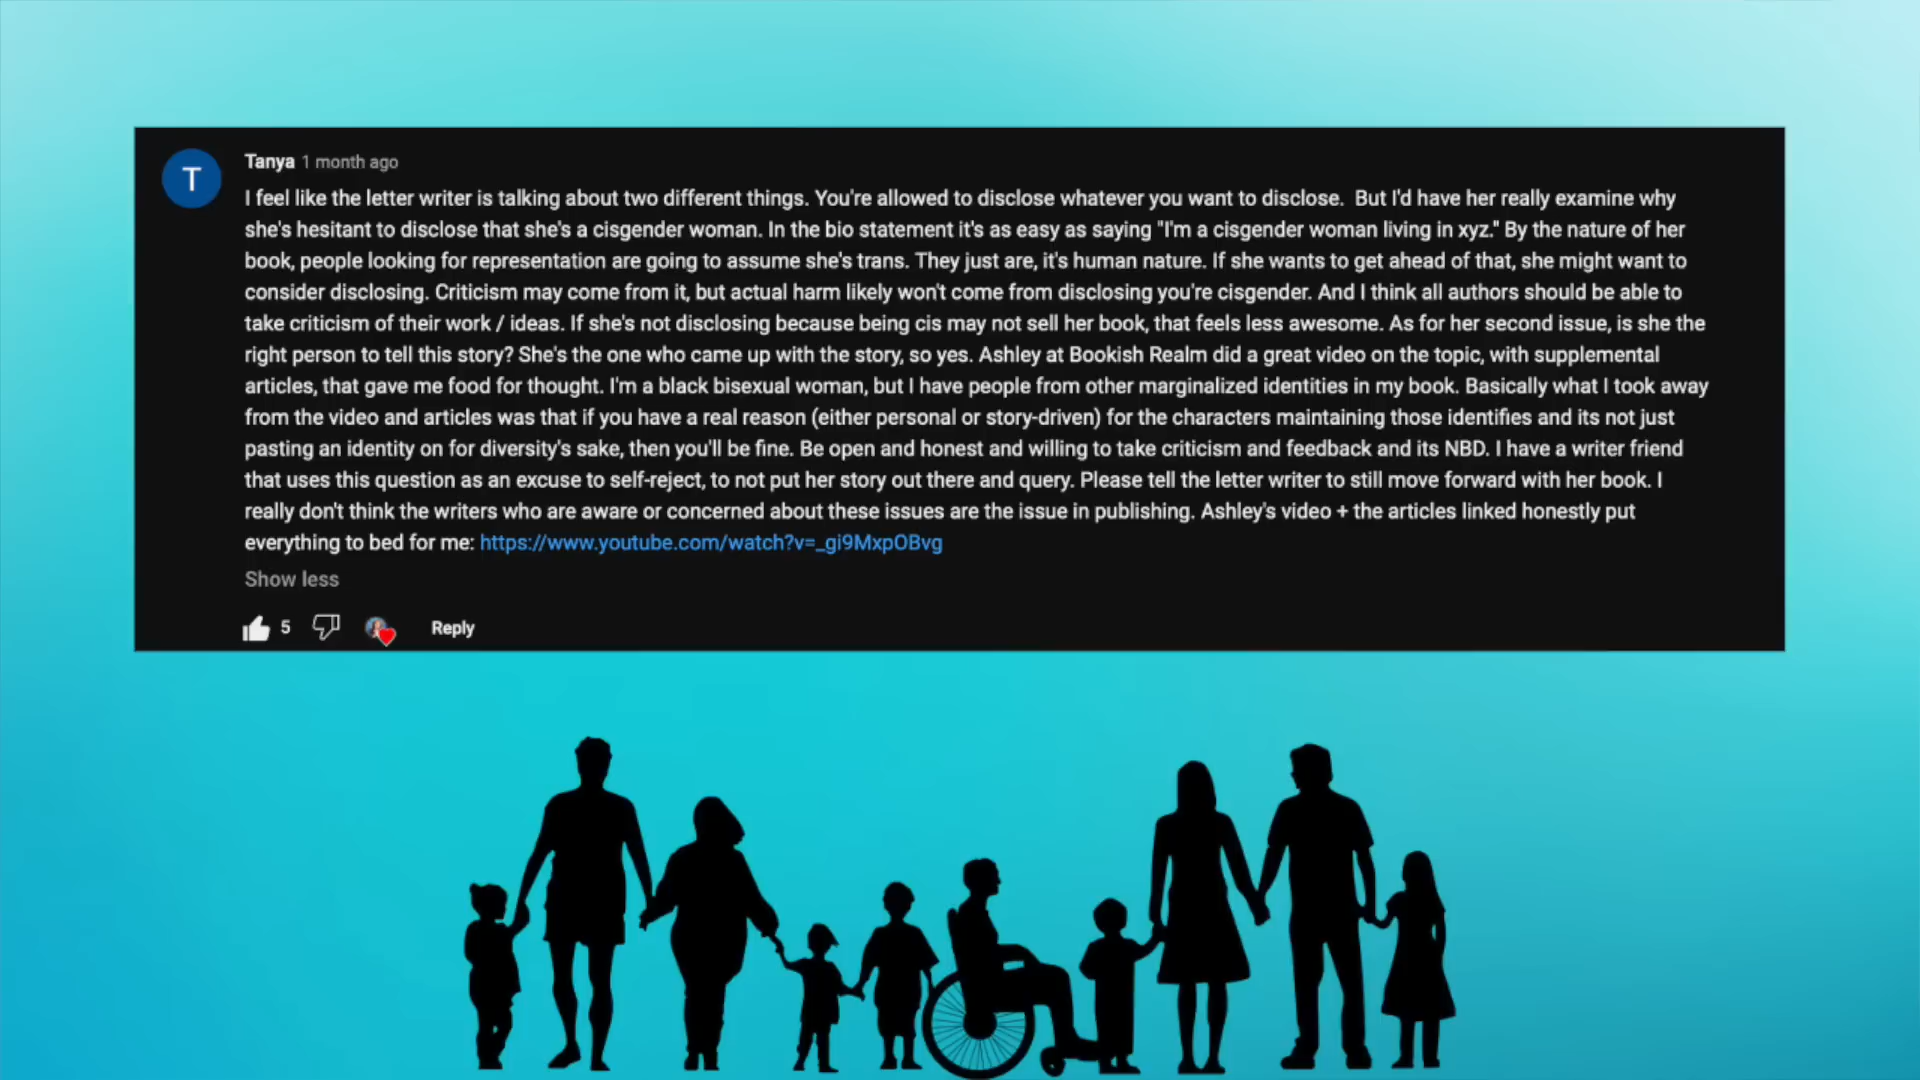 T
Tanya 1 month ago
I feel like the letter writer is talking about two different things. You're allowed to disclose whatever you want to disclose.  But I'd have her really examine why
she's hesitant to disclose that she's a cisgender woman. In the bio statement it's as easy as saying "I'm a cisgender woman living in xyz." By the nature of her
book, people looking for representation are going to assume she's trans. They just are, it's human nature. If she wants to get ahead of that, she might want to
consider disclosing. Criticism may come from it, but actual harm likely won't come from disclosing you're cisgender. And I think all authors should be able to
take criticism of their work / ideas. If she's not disclosing because being cis may not sell her book, that feels less awesome. As for her second issue, is she the
right person to tell this story? She's the one who came up with the story, so yes. Ashley at Bookish Realm did a great video on the topic, with supplemental
articles, that gave me food for thought. I'm a black bisexual woman, but I have people from other marginalized identities in my book. Basically what I took away
from the video and articles was that if you have a real reason (either personal or story-driven) for the characters maintaining those identifies and its not just
pasting an identity on for diversity's sake, then you'll be fine. Be open and honest and willing to take criticism and feedback and its NBD. I have a writer friend
that uses this question as an excuse to self-reject, to not put her story out there and query. Please tell the letter writer to still move forward with her book. I
really don't think the writers who are aware or concerned about these issues are the issue in publishing. Ashley's video + the articles linked honestly put
everything to bed for me: https://www.youtube.com/watch?v=_gi9MxpOBvg
Show less
5 Reply